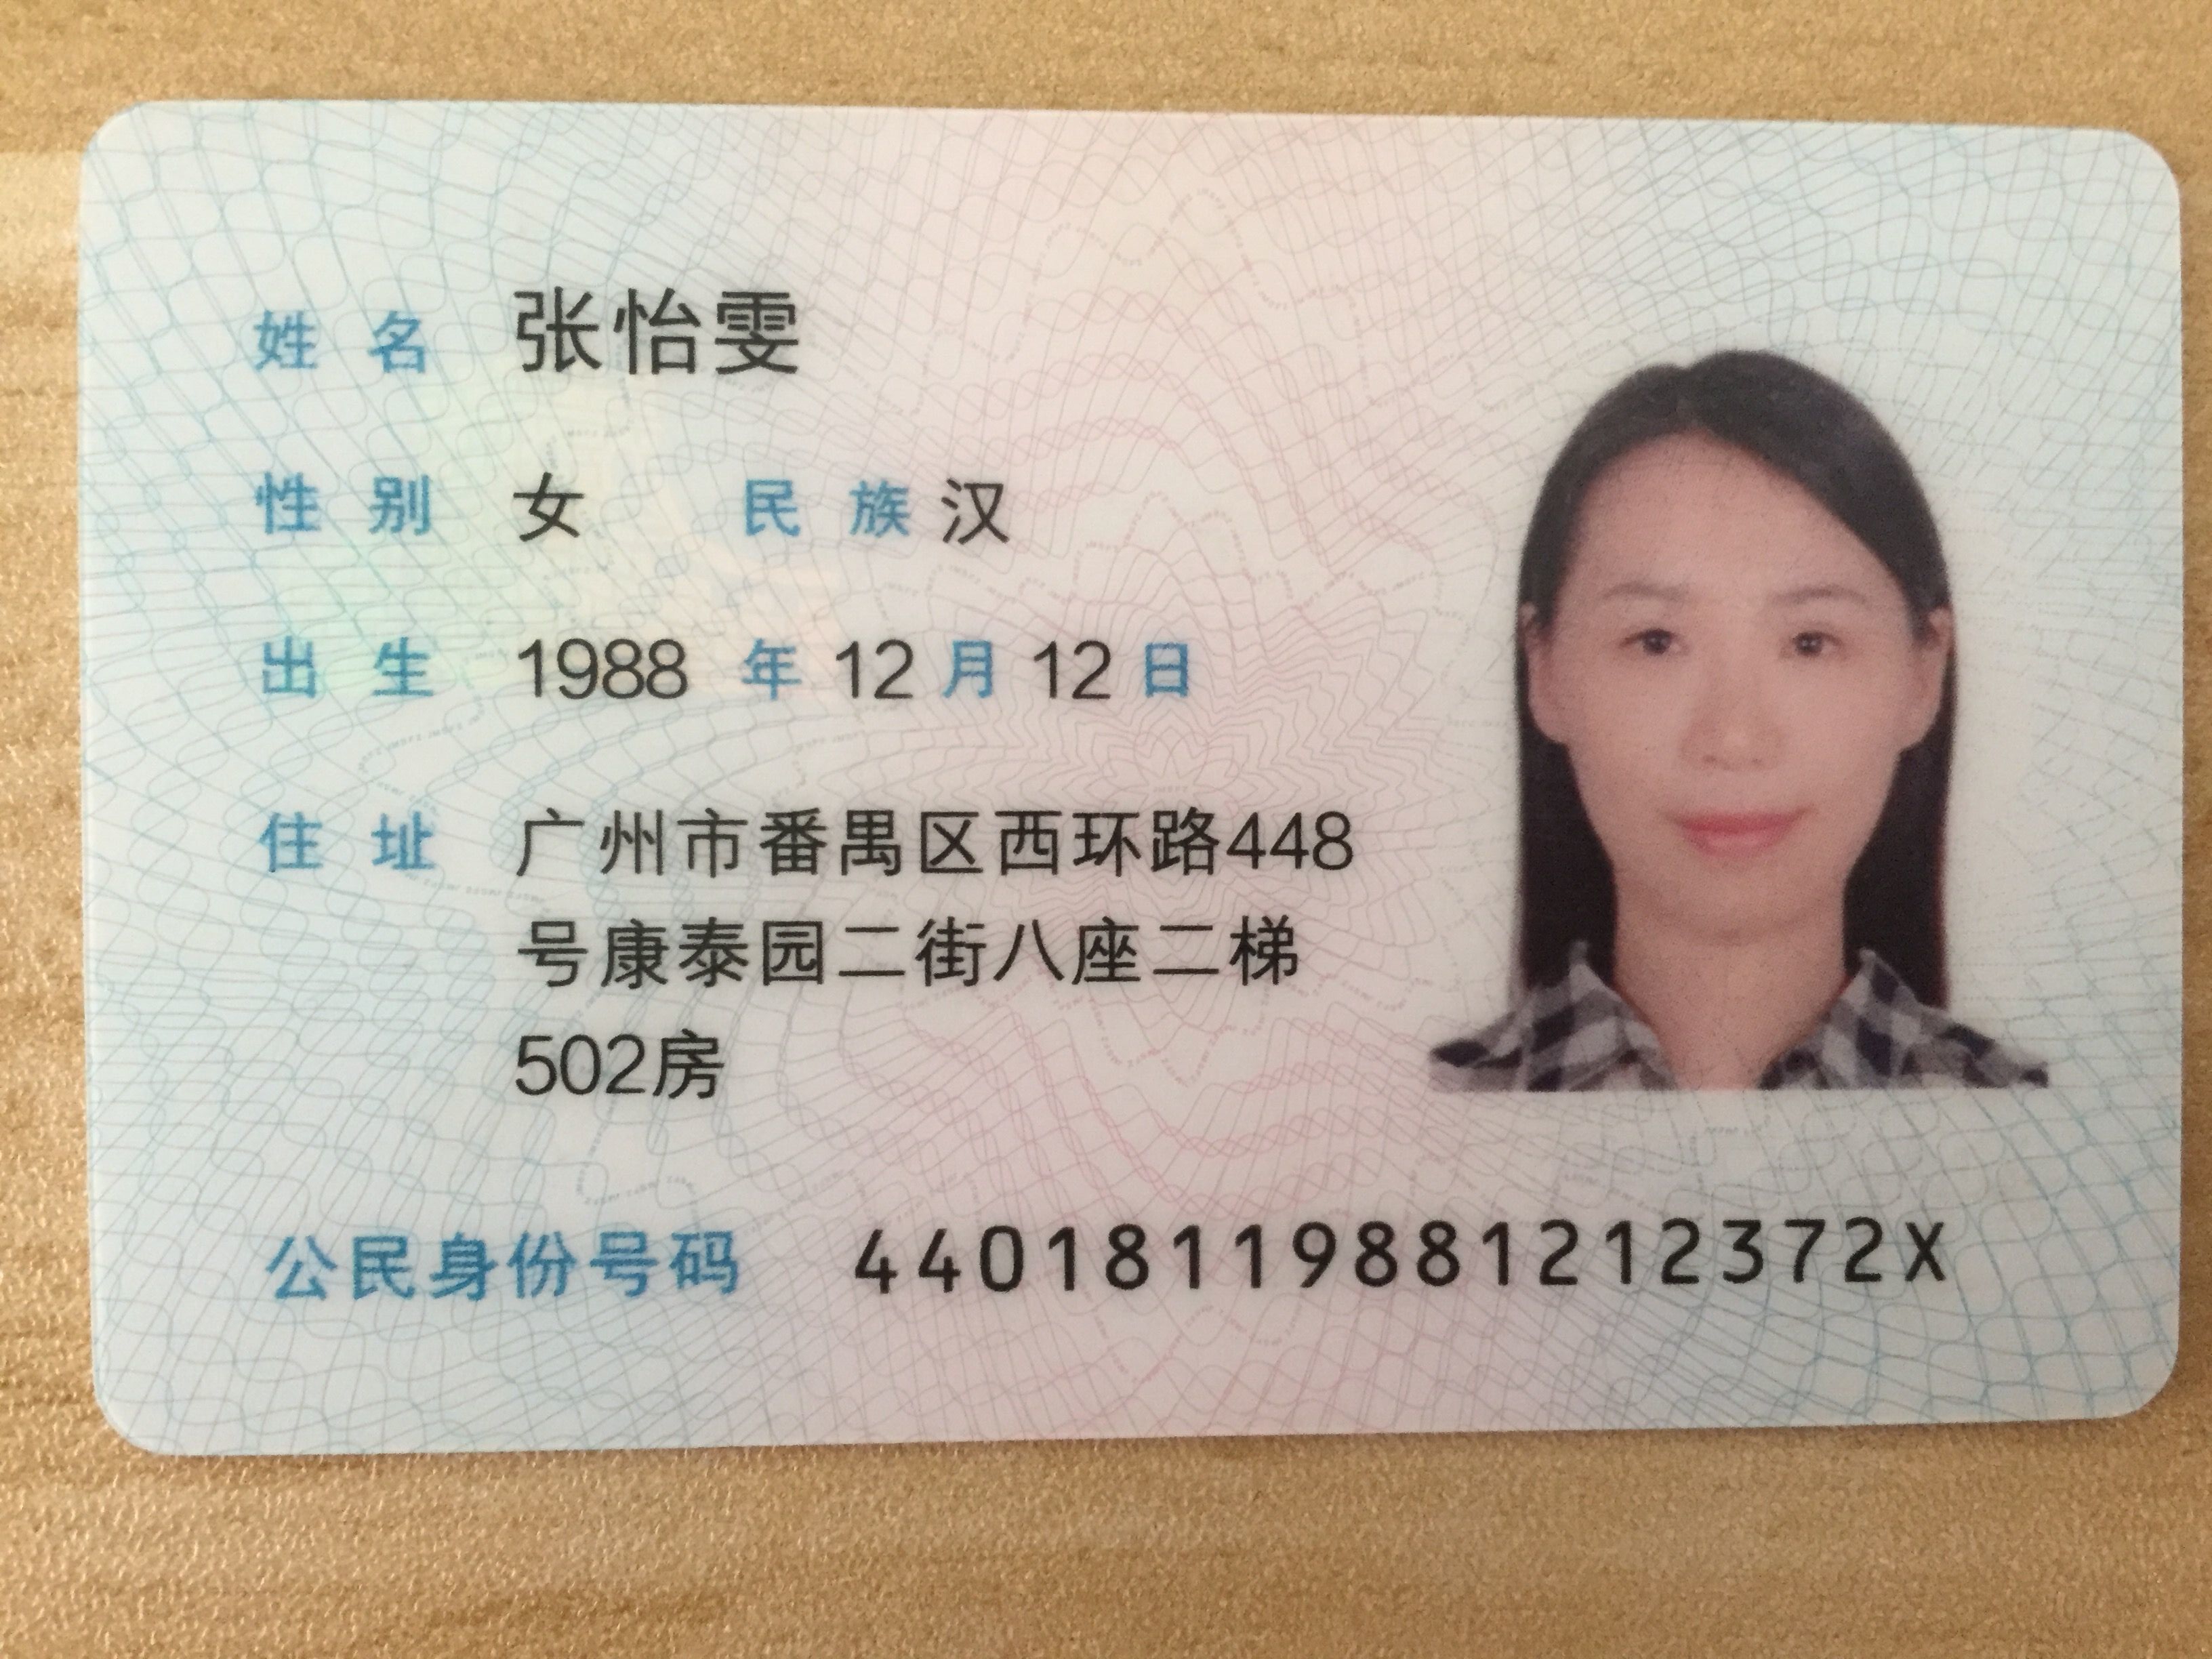 姓名 张怡雯
性别 女 民族 汉
出生 1988 年 12 月 12 日
住址 广州市番禺区西环路448
号康泰园二街八座二梯
502房
公民身份号码 44018119881212372X